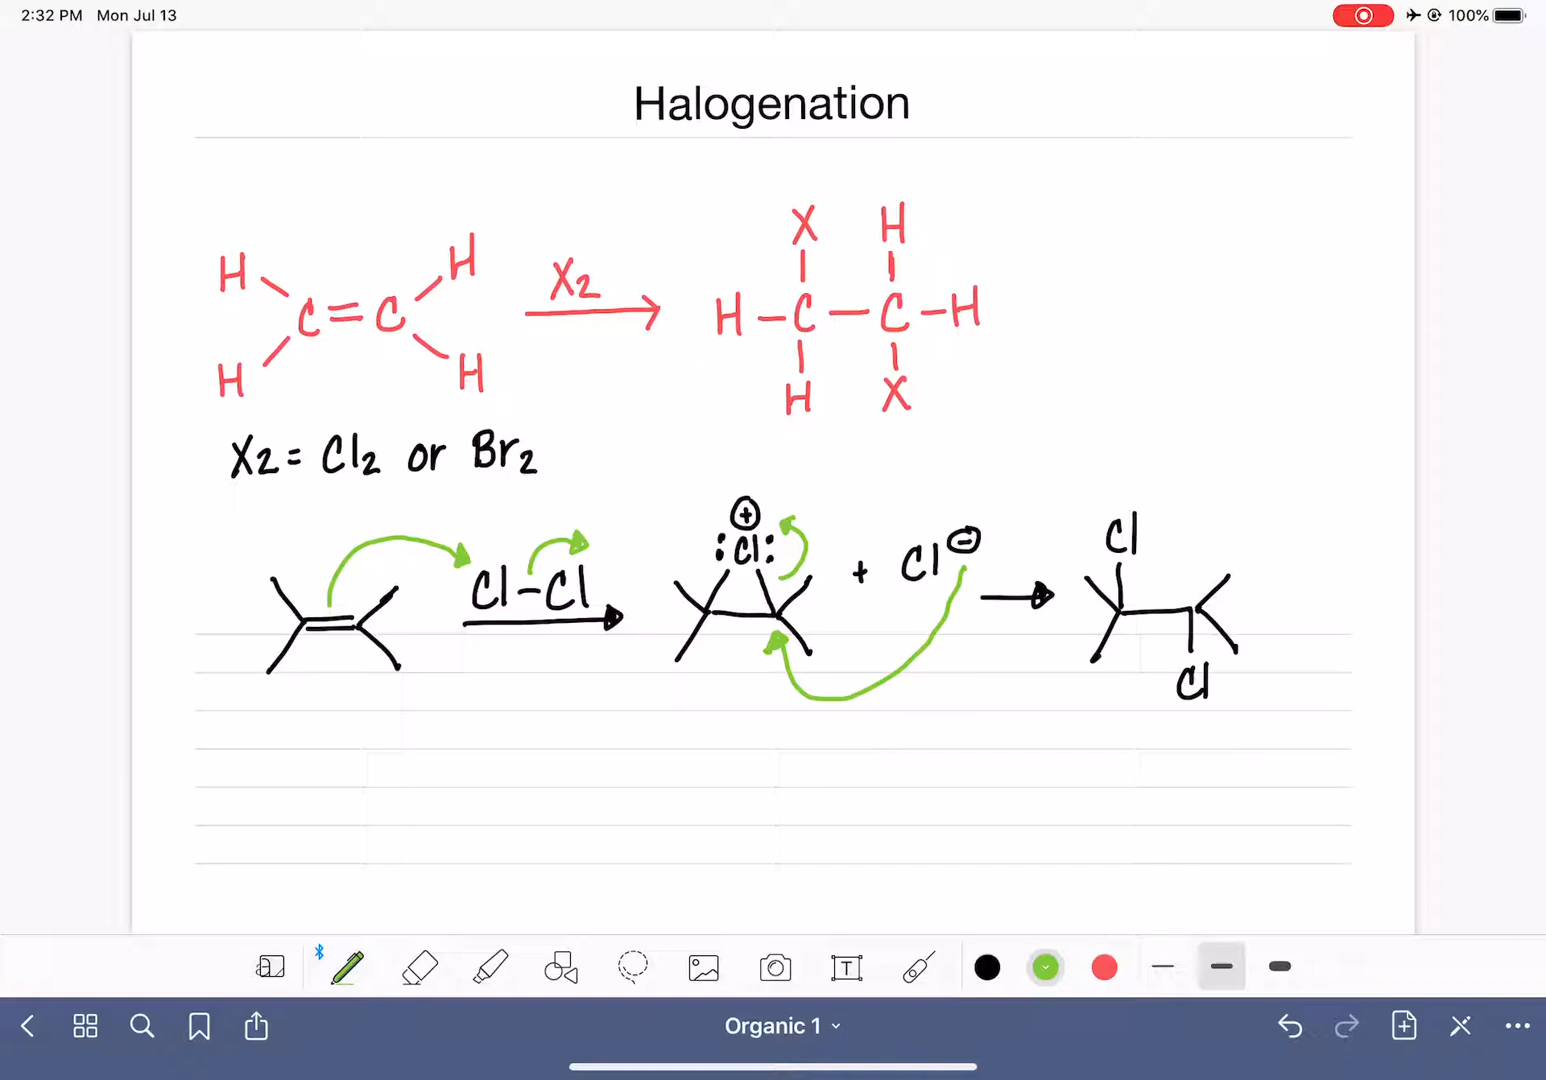 2:32 PM Mon Jul 13
100%
Halogenation
X H
H H
C=C X2 H-C-C-H
H H
H X
X2 = Cl2 or Br2
⊕
:Cl: + Cl⊖ Cl
Cl-Cl
Cl
T
Organic 1